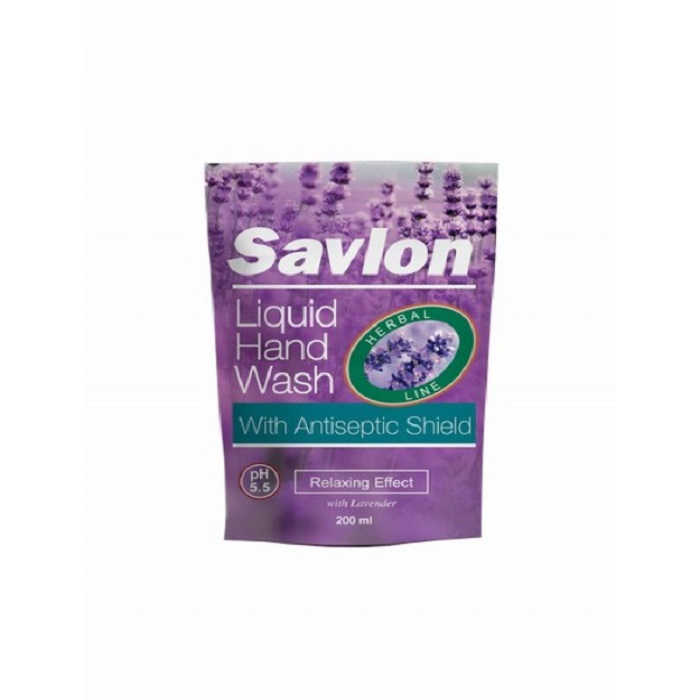 Savlon
Liquid
Hand
Wash
HERBAL
LINE
With Antiseptic Shield
pH
5.5
Relaxing Effect
with Lavender
200 ml